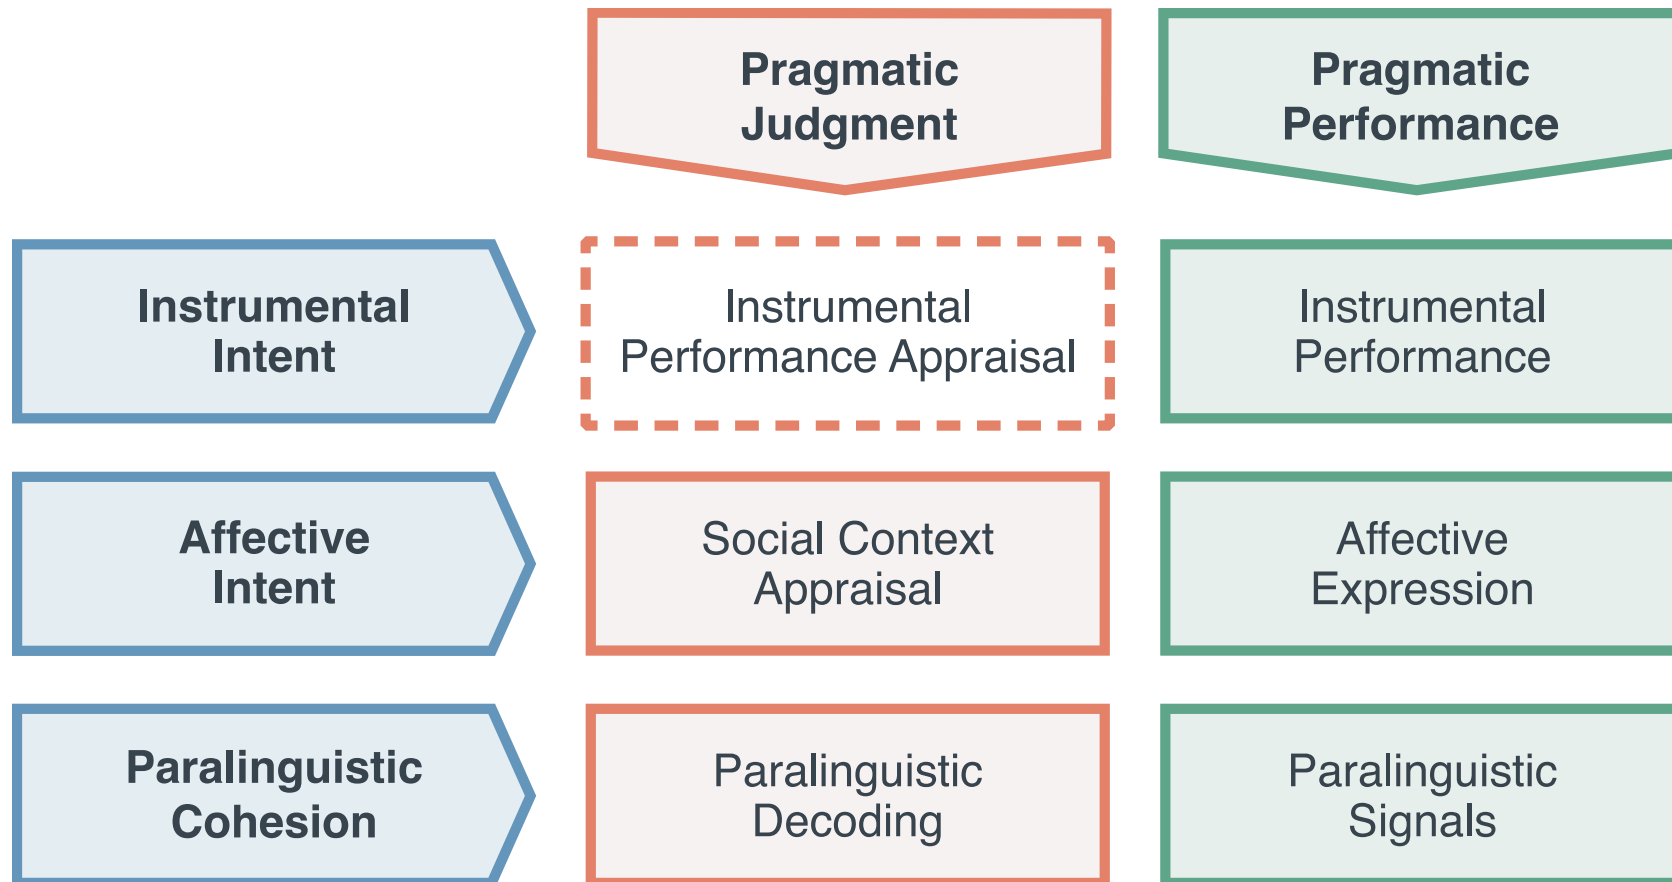 Pragmatic
Judgment
Pragmatic
Performance
Instrumental
Intent
Instrumental
Performance Appraisal
Instrumental
Performance
Affective
Intent
Social Context
Appraisal
Affective
Expression
Paralinguistic
Cohesion
Paralinguistic
Decoding
Paralinguistic
Signals